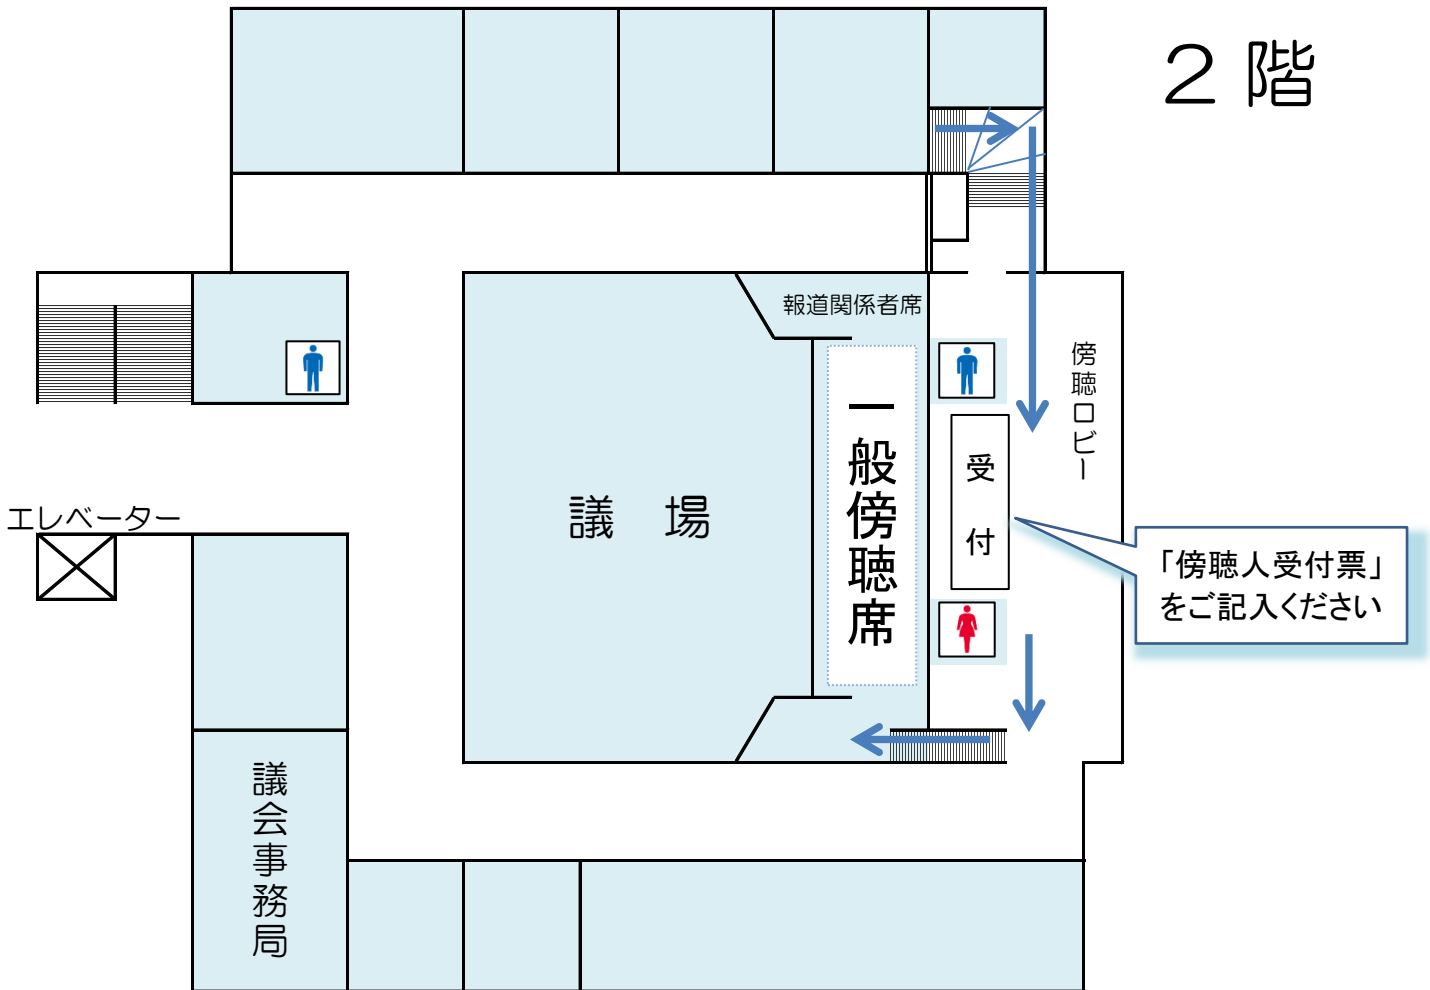 ２階
報道関係者席
傍聴ロビー
一般傍聴席
受付
議場
エレベーター
「傍聴人受付票」
をご記入ください
議会事務局